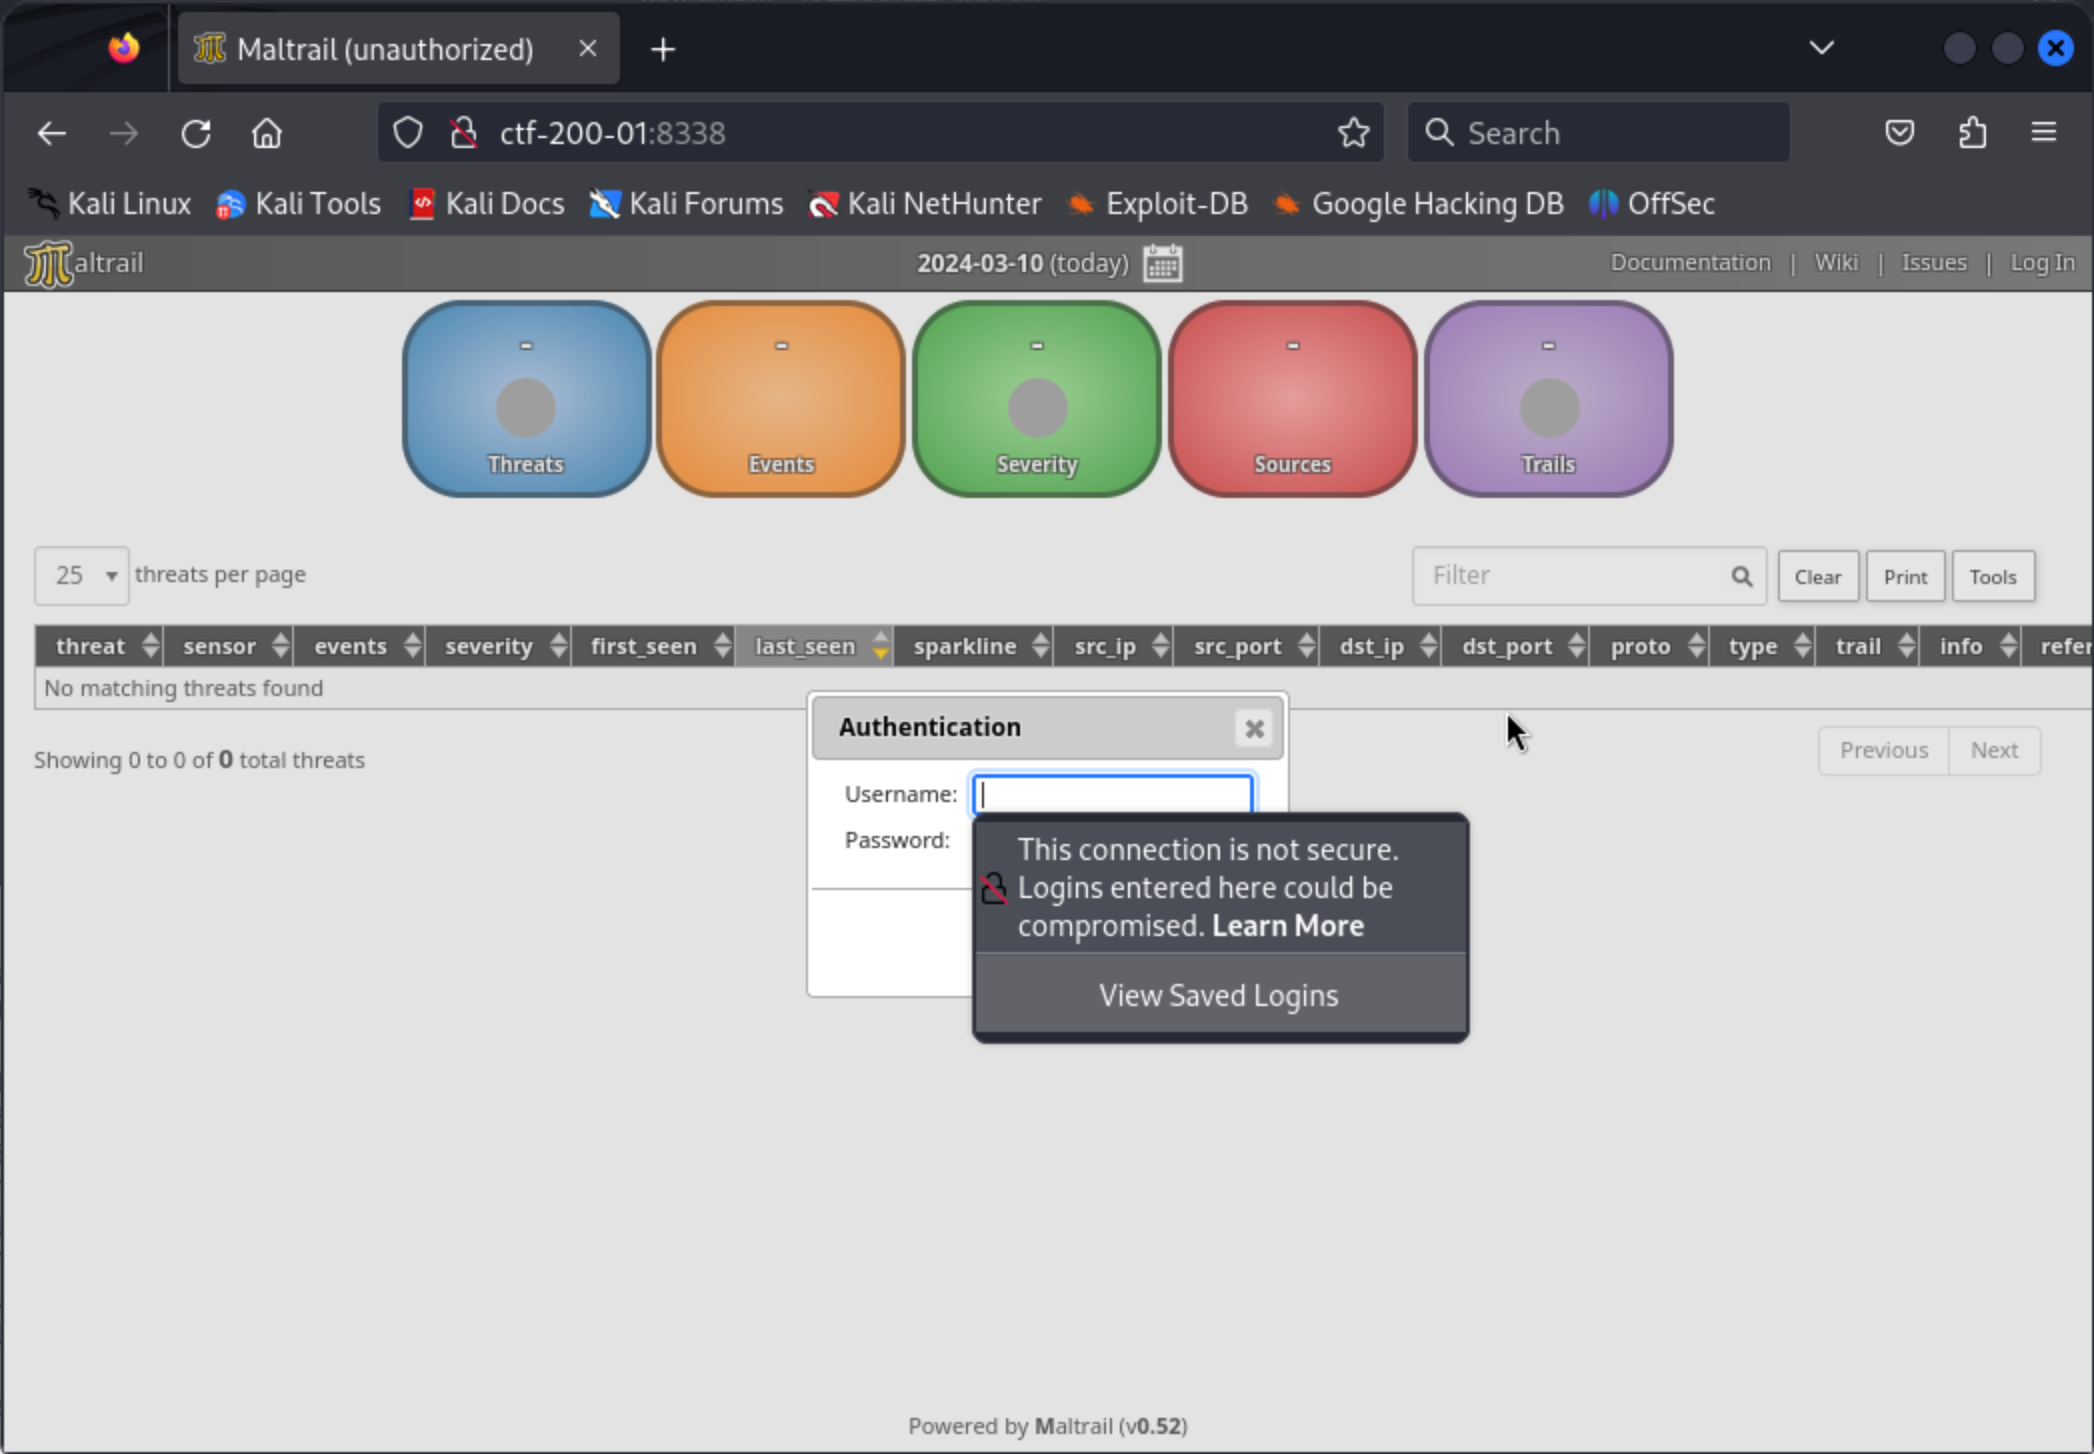 Maltrail (unauthorized)
ctf-200-01:8338
Search
Kali Linux Kali Tools Kali Docs Kali Forums Kali NetHunter Exploit-DB Google Hacking DB OffSec
altrail 2024-03-10 (today) Documentation | Wiki | Issues | Log In
- - - - -
Threats Events Severity Sources Trails
25 threats per page Filter Clear Print Tools
threat sensor events severity first_seen last_seen sparkline src_ip src_port dst_ip dst_port proto type trail info refer
No matching threats found
Showing 0 to 0 of 0 total threats
Previous Next
Authentication
Username:
Password:
This connection is not secure.
Logins entered here could be
compromised. Learn More
View Saved Logins
Powered by Maltrail (v0.52)